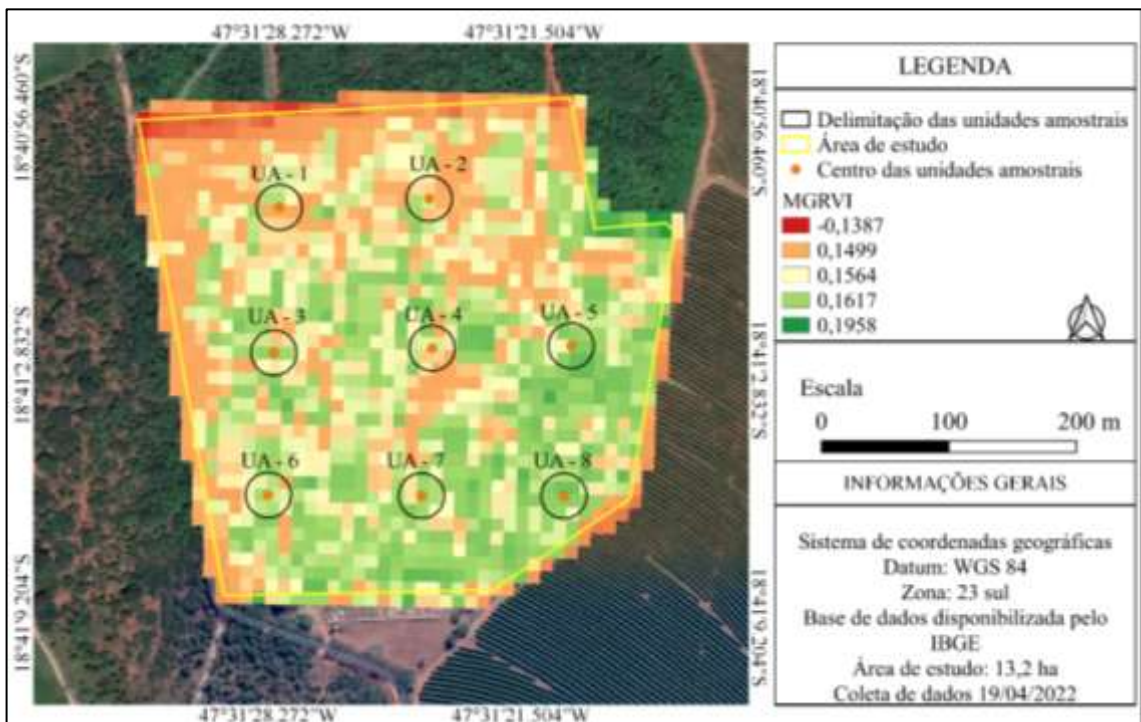 47°31'28.272"W 47°31'21.504"W
18°40'56.460"S
18°41'2.832"S
18°41'9.204"S
UA - 1
UA - 2
UA - 3
UA - 4
UA - 5
UA - 6
UA - 7
UA - 8
18°40'56.460"S
18°41'2.832"S
18°41'9.204"S
47°31'28.272"W 47°31'21.504"W
LEGENDA
Delimitação das unidades amostrais
Área de estudo
Centro das unidades amostrais
MGRVI
-0,1387
0,1499
0,1564
0,1617
0,1958
Escala
0 100 200 m
INFORMAÇÕES GERAIS
Sistema de coordenadas geográficas
Datum: WGS 84
Zona: 23 sul
Base de dados disponibilizada pelo
IBGE
Área de estudo: 13,2 ha
Coleta de dados 19/04/2022